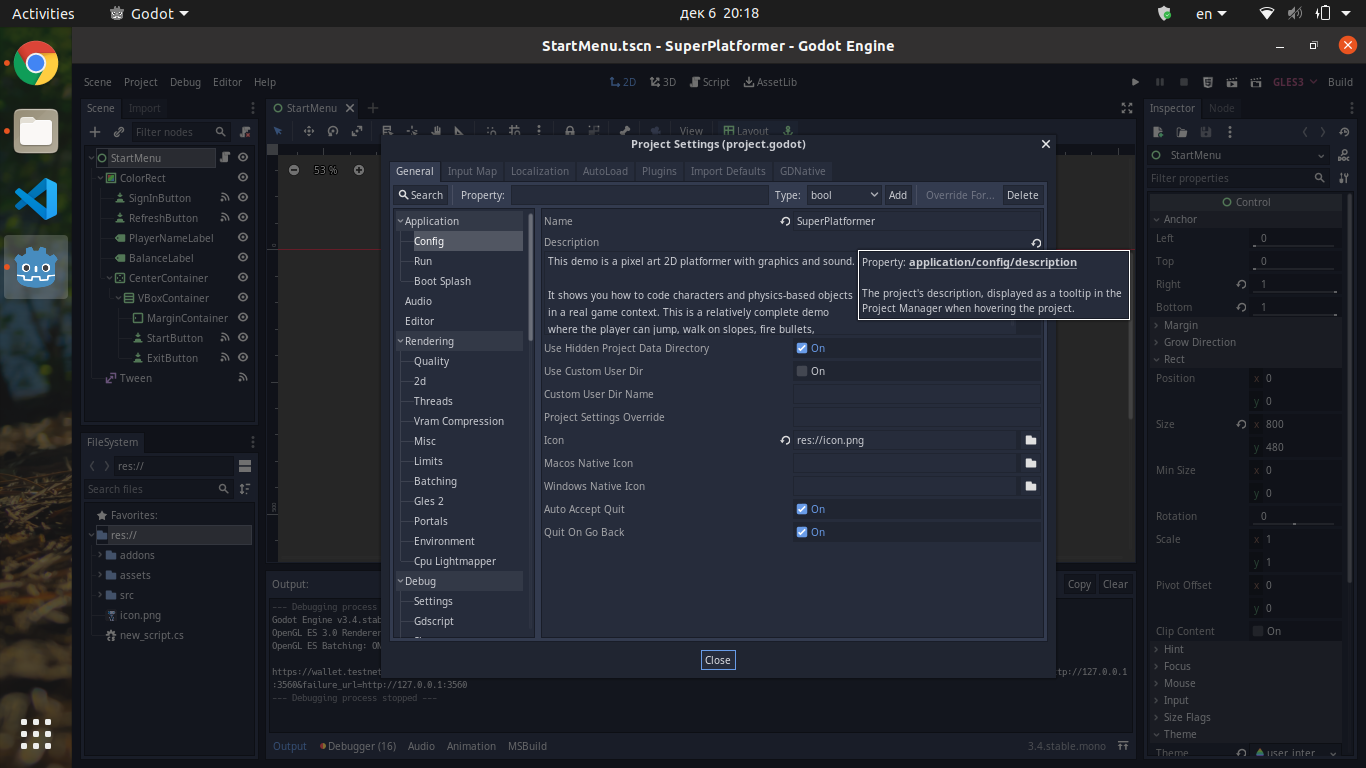 Activities Godot дек 6 20:18 en
StartMenu.tscn - SuperPlatformer - Godot Engine
Scene Project Debug Editor Help 2D 3D Script AssetLib GLES3 Build
Scene Import StartMenu Inspector Node
Filter nodes View Layout
StartMenu
ColorRect
SignInButton
RefreshButton
PlayerNameLabel
BalanceLabel
CenterContainer
VBoxContainer
MarginContainer
StartButton
ExitButton
Tween
FileSystem
res://
Search files
Favorites:
res://
addons
assets
src
icon.png
new_script.cs
53 %
Project Settings (project.godot)
General Input Map Localization AutoLoad Plugins Import Defaults GDNative
Search Property: Type: bool Add Override For... Delete
Application
Config
Run
Boot Splash
Audio
Editor
Rendering
Quality
2d
Threads
Vram Compression
Misc
Limits
Batching
Gles 2
Portals
Environment
Cpu Lightmapper
Debug
Settings
Gdscript
Name SuperPlatformer
Description
This demo is a pixel art 2D platformer with graphics and sound.
It shows you how to code characters and physics-based objects
in a real game context. This is a relatively complete demo
where the player can jump, walk on slopes, fire bullets,
Property: application/config/description
The project's description, displayed as a tooltip in the
Project Manager when hovering the project.
Use Hidden Project Data Directory On
Use Custom User Dir On
Custom User Dir Name
Project Settings Override
Icon res://icon.png
Macos Native Icon
Windows Native Icon
Auto Accept Quit On
Quit On Go Back On
Close
Output: Copy Clear
--- Debugging process
Godot Engine v3.4.stab
OpenGL ES 3.0 Renderer
OpenGL ES Batching: ON
https://wallet.testnet tp://127.0.0.1
:3560&failure_url=http://127.0.0.1:3560
--- Debugging process stopped ---
Output Debugger (16) Audio Animation MSBuild 3.4.stable.mono
StartMenu
Filter properties
Control
Anchor
Left 0
Top 0
Right 1
Bottom 1
Margin
Grow Direction
Rect
Position x 0
y 0
Size x 800
y 480
Min Size x 0
y 0
Rotation 0
Scale x 1
y 1
Pivot Offset x 0
y 0
Clip Content On
Hint
Focus
Mouse
Input
Size Flags
Theme
Theme user_inter